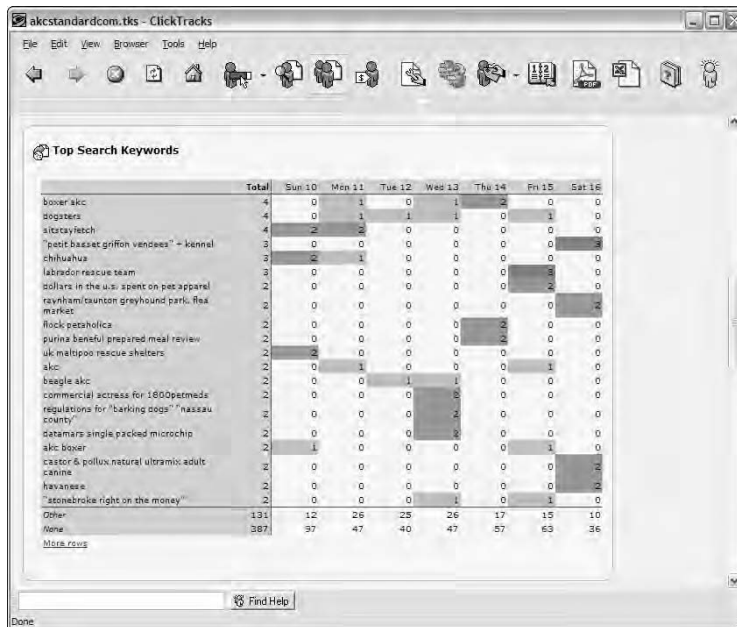 akcstandardcom.tks - ClickTracks
File Edit View Browser Tools Help
PDF
Top Search Keywords
Total Sun 10 Mon 11 Tue 12 Wed 13 Thu 14 Fri 15 Sat 16
boxer akc 4 0 1 0 1 2 0 0
dogsters 4 0 1 1 1 0 1 0
sitstayfetch 4 2 2 0 0 0 0 0
"petit basset griffon vendees" + kennel 3 0 0 0 0 0 0 3
chihuahua 3 2 1 0 0 0 0 0
labrador rescue team 3 0 0 0 0 0 3 0
dollars in the u.s. spent on pet apparel 2 0 0 0 0 0 2 0
raynham/taunton greyhound park, flea
market 2 0 0 0 0 0 0 2
flock petaholica 2 0 0 0 0 2 0 0
purina beneful prepared meal review 2 0 0 0 0 2 0 0
uk maltipoo rescue shelters 2 2 0 0 0 0 0 0
akc 2 0 1 0 0 0 1 0
beagle akc 2 0 0 1 1 0 0 0
commercial actress for 1800petmeds 2 0 0 0 2 0 0 0
regulations for "barking dogs" "nassau
county" 2 0 0 0 2 0 0 0
datamars single packed microchip 2 0 0 0 2 0 0 0
akc boxer 2 1 0 0 0 0 1 0
castor & pollux natural ultramix adult
canine 2 0 0 0 0 0 0 2
havanese 2 0 0 0 0 0 0 2
"stonebroke right on the money" 2 0 0 0 1 0 1 0
Other 131 12 26 25 26 17 15 10
None 387 97 47 40 47 57 63 36
More rows
Find Help
Done